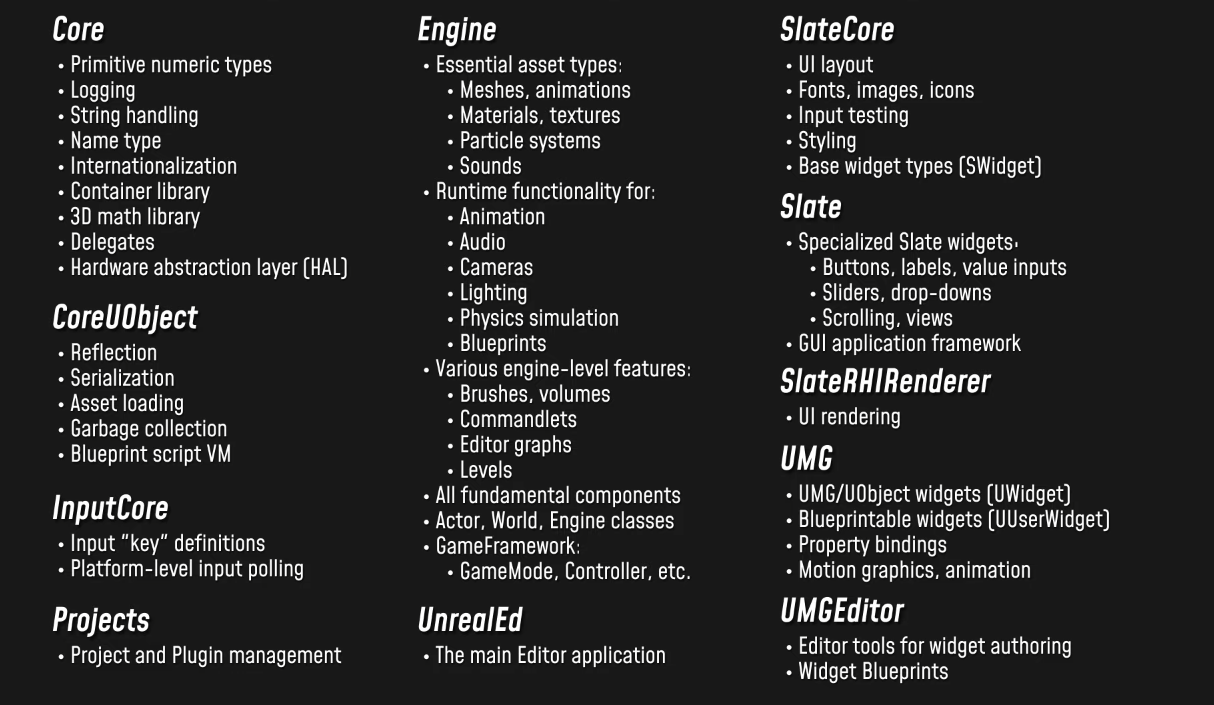 Core
• Primitive numeric types
• Logging
• String handling
• Name type
• Internationalization
• Container library
• 3D math library
• Delegates
• Hardware abstraction layer (HAL)
CoreUObject
• Reflection
• Serialization
• Asset loading
• Garbage collection
• Blueprint script VM
InputCore
• Input “key” definitions
• Platform-level input polling
Projects
• Project and Plugin management
Engine
• Essential asset types:
• Meshes, animations
• Materials, textures
• Particle systems
• Sounds
• Runtime functionality for:
• Animation
• Audio
• Cameras
• Lighting
• Physics simulation
• Blueprints
• Various engine-level features:
• Brushes, volumes
• Commandlets
• Editor graphs
• Levels
• All fundamental components
• Actor, World, Engine classes
• GameFramework:
• GameMode, Controller, etc.
UnrealEd
• The main Editor application
SlateCore
• UI layout
• Fonts, images, icons
• Input testing
• Styling
• Base widget types (SWidget)
Slate
• Specialized Slate widgets:
• Buttons, labels, value inputs
• Sliders, drop-downs
• Scrolling, views
• GUI application framework
SlateRHIRenderer
• UI rendering
UMG
• UMG/UObject widgets (UWidget)
• Blueprintable widgets (UUserWidget)
• Property bindings
• Motion graphics, animation
UMGEditor
• Editor tools for widget authoring
• Widget Blueprints